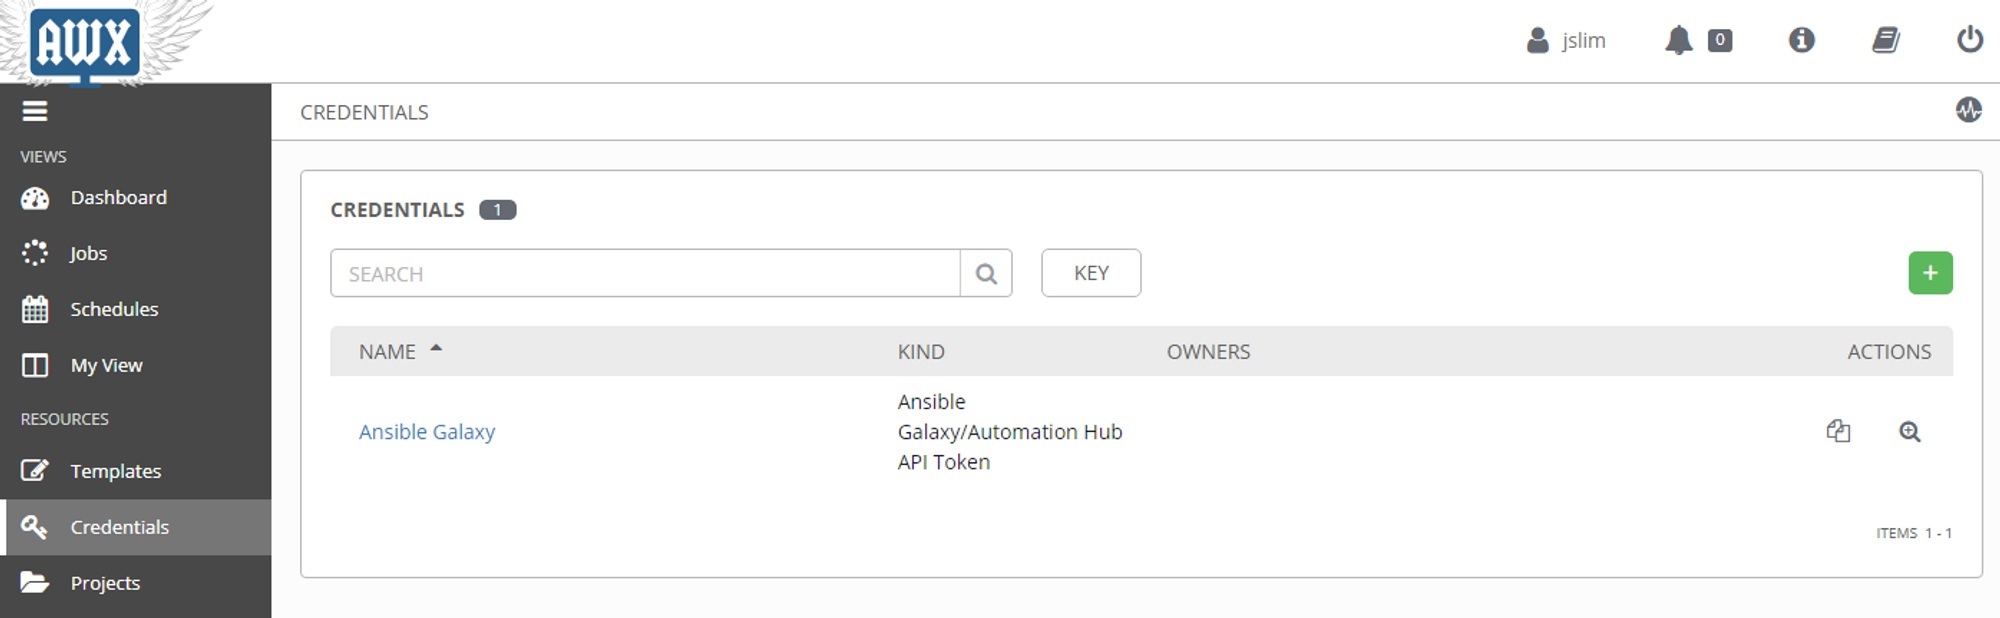 AWX
jslim
0
CREDENTIALS
VIEWS
Dashboard
Jobs
Schedules
My View
RESOURCES
Templates
Credentials
Projects
CREDENTIALS 1
SEARCH
KEY
+
NAME KIND OWNERS ACTIONS
Ansible Galaxy
Ansible
Galaxy/Automation Hub
API Token
ITEMS 1 - 1